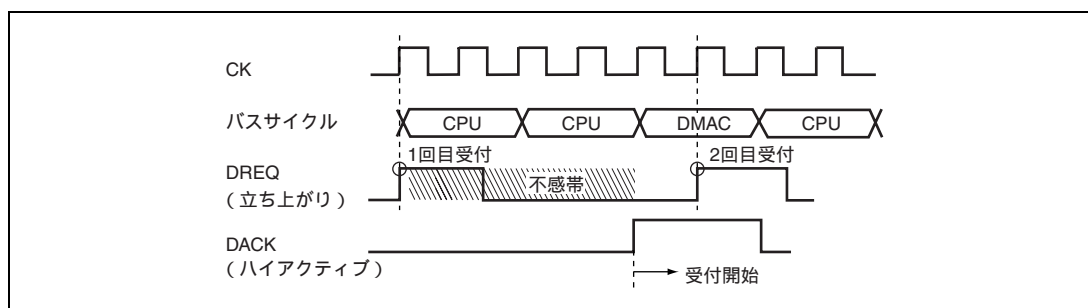 CK
バスサイクル CPU CPU DMAC CPU
1回目受付 2回目受付
DREQ 不感帯
(立ち上がり)
DACK
(ハイアクティブ) 受付開始